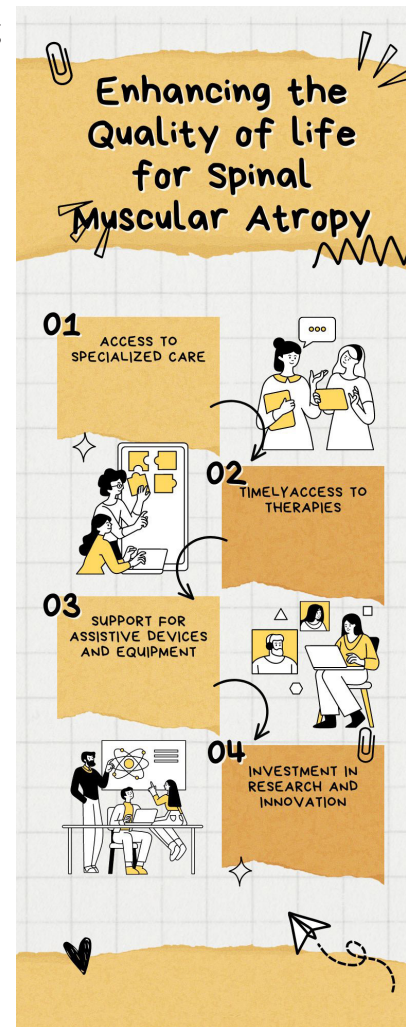 Enhancing the
Quality of life
for Spinal
Muscular Atropy
01
ACCESS TO
SPECIALIZED CARE
02
TIMELYACCESS TO
THERAPIES
03
SUPPORT FOR
ASSISTIVE DEVICES
AND EQUIPMENT
04
INVESTMENT IN
RESEARCH AND
INNOVATION